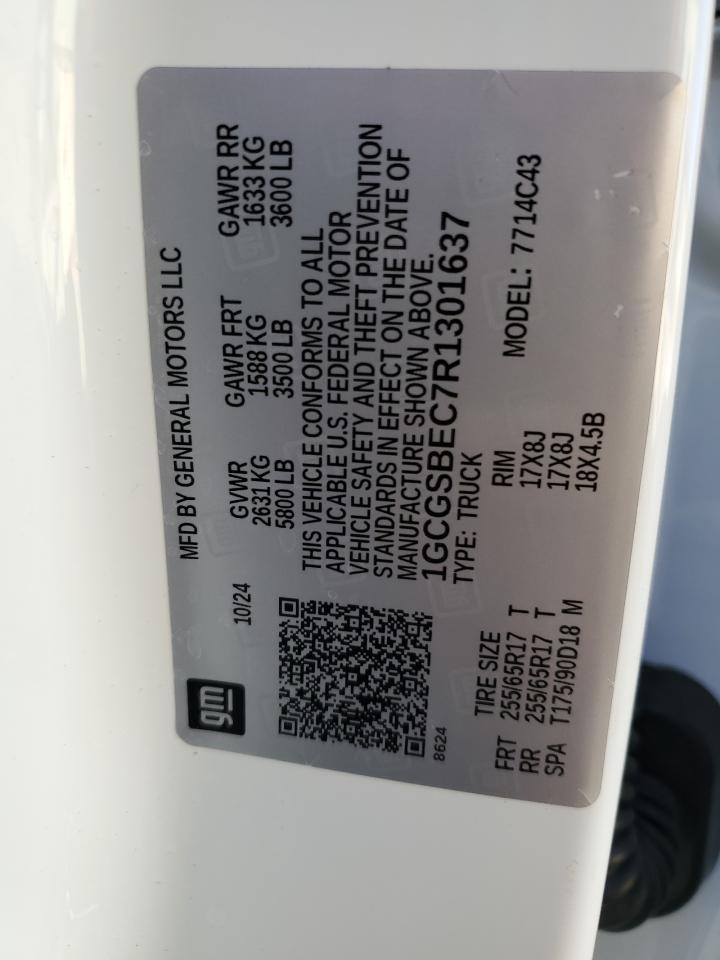 gm
10/24
MFD BY GENERAL MOTORS LLC
GVWR GAWR FRT GAWR RR
2631 KG 1588 KG 1633 KG
5800 LB 3500 LB 3600 LB
THIS VEHICLE CONFORMS TO ALL
APPLICABLE U.S. FEDERAL MOTOR
VEHICLE SAFETY AND THEFT PREVENTION
STANDARDS IN EFFECT ON THE DATE OF
MANUFACTURE SHOWN ABOVE.
1GCGSBEC7R1301637
8624
TYPE: TRUCK MODEL: 7714C43
TIRE SIZE RIM
FRT 255/65R17 T 17X8J
RR 255/65R17 T 17X8J
SPA T175/90D18 M 18X4.5B